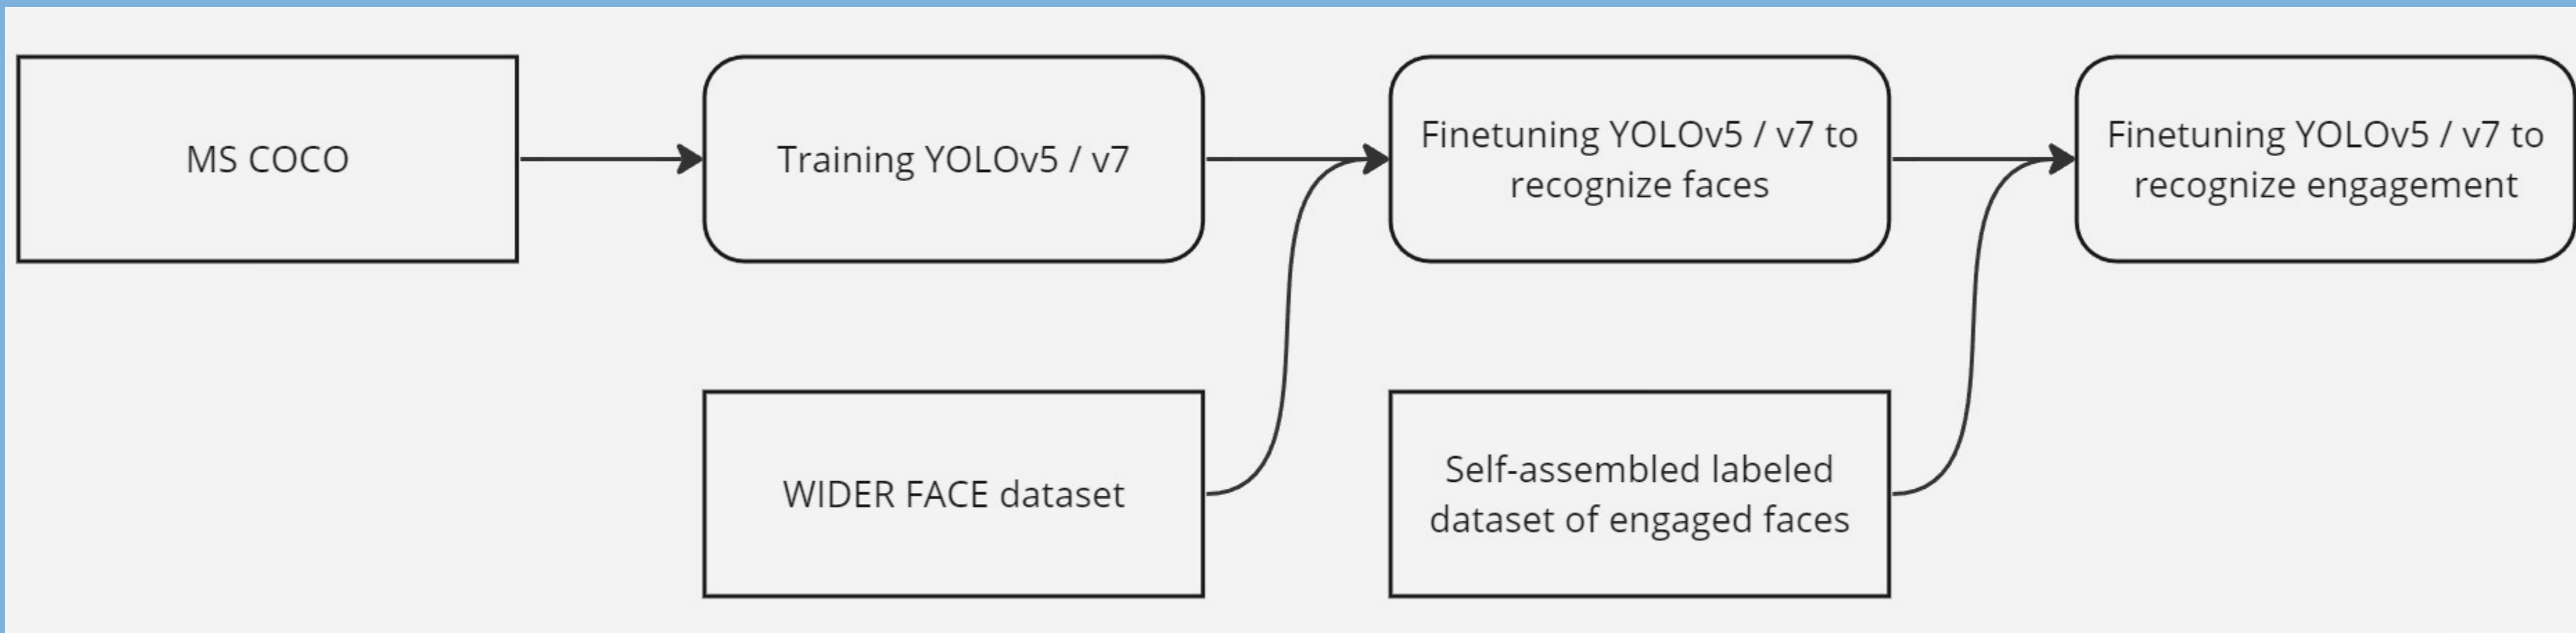 MS COCO
Training YOLOv5 / v7
Finetuning YOLOv5 / v7 to
recognize faces
Finetuning YOLOv5 / v7 to
recognize engagement
WIDER FACE dataset
Self-assembled labeled
dataset of engaged faces